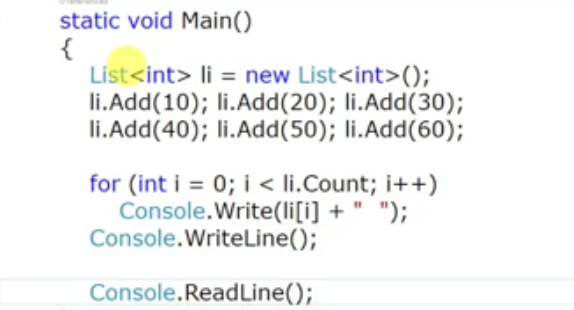 0 references
static void Main()
{
List<int> li = new List<int>();
li.Add(10); li.Add(20); li.Add(30);
li.Add(40); li.Add(50); li.Add(60);
for (int i = 0; i < li.Count; i++)
Console.Write(li[i] + "  ");
Console.WriteLine();
Console.ReadLine();